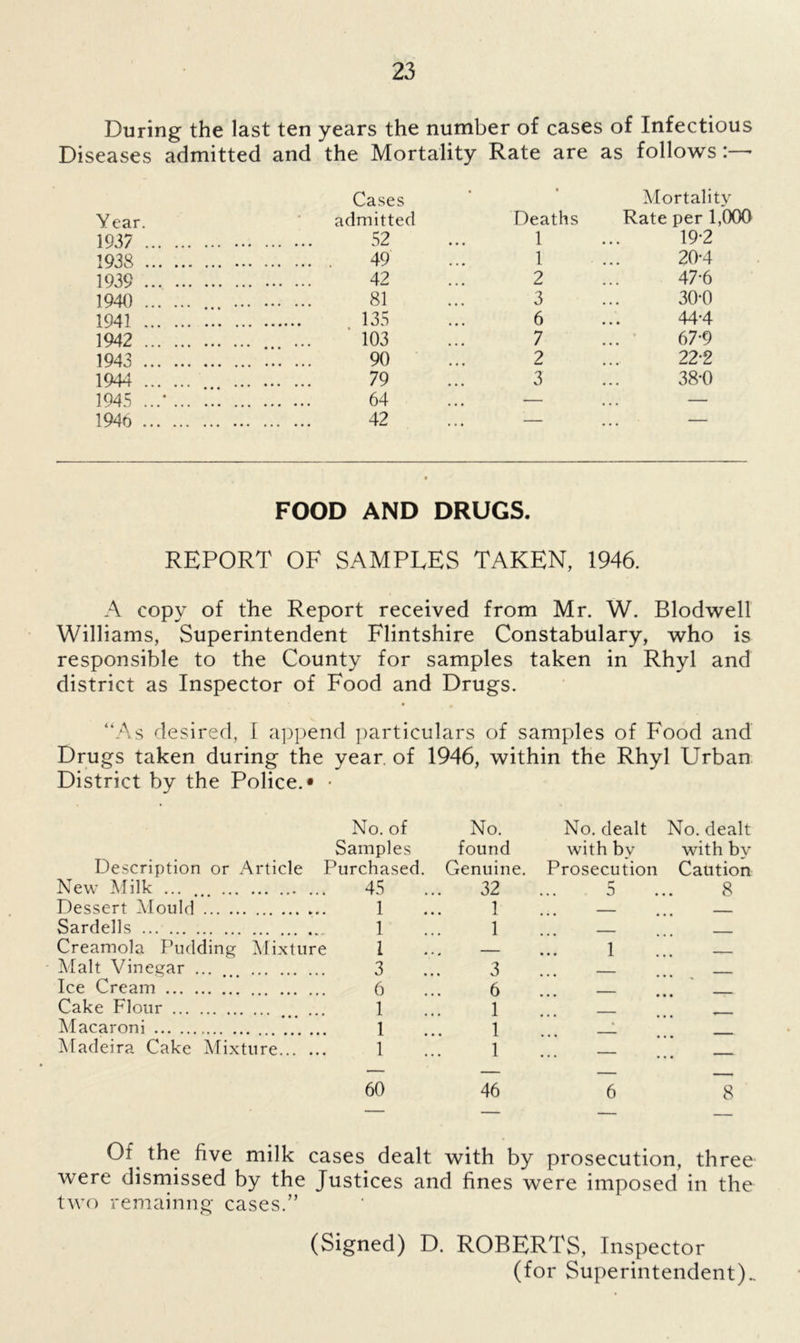 23
During the last ten years the number of cases of Infectious
Diseases admitted and the Mortality Rate are as follows:—
Cases Mortality
Year. admitted Deaths Rate per 1,000
1937 ... ... ... ... ... ... 52 ... 1 ... 19·2
1938 ... ... ... ... ... ... 49 ... 1 ... 20·4
1939 ... ... ... ... ... ... 42 ... 2 ... 47·6
1940 ... ... ... ... ... ... 81 ... 3 ... 30·0
1941 ... ... ... ... ... ... 135 ... 6 ... 44·4
1942 ... ... ... ... ... ... 103 ... 7 ... 67·9
1943 ... ... ... ... ... ... 90 ... 2 ... 22·2
1944 ... ... ... ... ... ... 79 ... 3 ... 38·0
1945 ... ... ... ... ... ... 64 ... — ... —
1946 ... ... ... ... ... ... 42 ... — ... —
FOOD AND DRUGS.
REPORT OF SAMPLES TAKEN, 1946.
A copy of the Report received from Mr. W. Blodwell
Williams, Superintendent Flintshire Constabulary, who is
responsible to the County for samples taken in Rhyl and
district as Inspector of Food and Drugs.
“As desired, I append particulars of samples of Food and
Drugs taken during the year of 1946, within the Rhyl Urban
District by the Police.
No. of No. No. dealt No. dealt
Samples found with by with by
Description or Article Purchased. Genuine. Prosecution Caution
New Milk ... ... ... ... ... ... 45 ... 32 ... 5 ... 8
Dessert Mould ... ... ... ... ... 1 ... 1 ... — ... —
Sardells ... ... ... ... ... ... ... 1 ... 1 ... — ... —
Creamola Pudding Mixture 1 ... — ... 1 ... —
Malt Vinegar ... ... ... ... ... 3 ... 3 ... — ... —
Ice Cream ... ... ... ... ... ... 6 ... 6 ... — ... —
Cake Flour ... ... ... ... ... ... 1 ... 1 ... — ... —
Macaroni ... ... ... ... ... ... 1 ... 1 ... — ... —
Madeira Cake Mixture... ... 1 ... 1 ... — ... —
60 46 6 8
Of the five milk cases dealt with by prosecution, three
were dismissed by the Justices and fines were imposed in the
two remainng cases.”
(Signed) D. ROBERTS, Inspector
(for Superintendent).